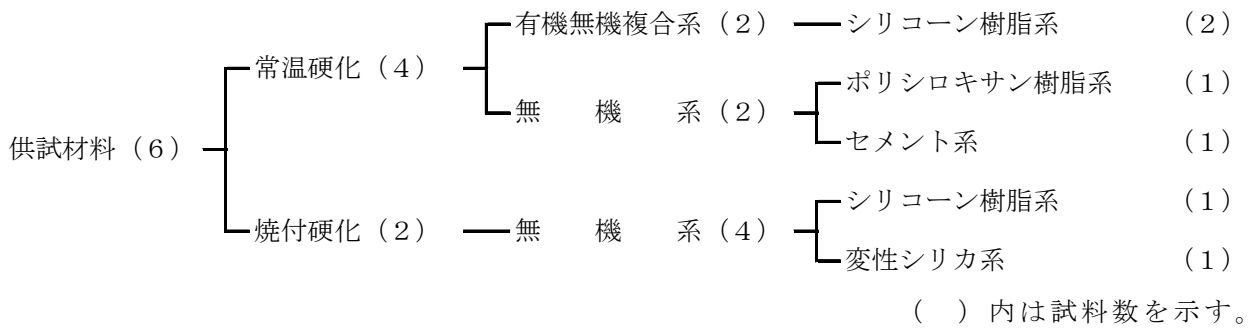 有機無機複合系（２） シリコーン樹脂系 （２）
常温硬化（４）
ポリシロキサン樹脂系 （１）
無　機　系（２）
供試材料（６） セメント系 （１）
シリコーン樹脂系 （１）
焼付硬化（２） 無　機　系（４）
変性シリカ系 （１）
（　）内は試料数を示す。